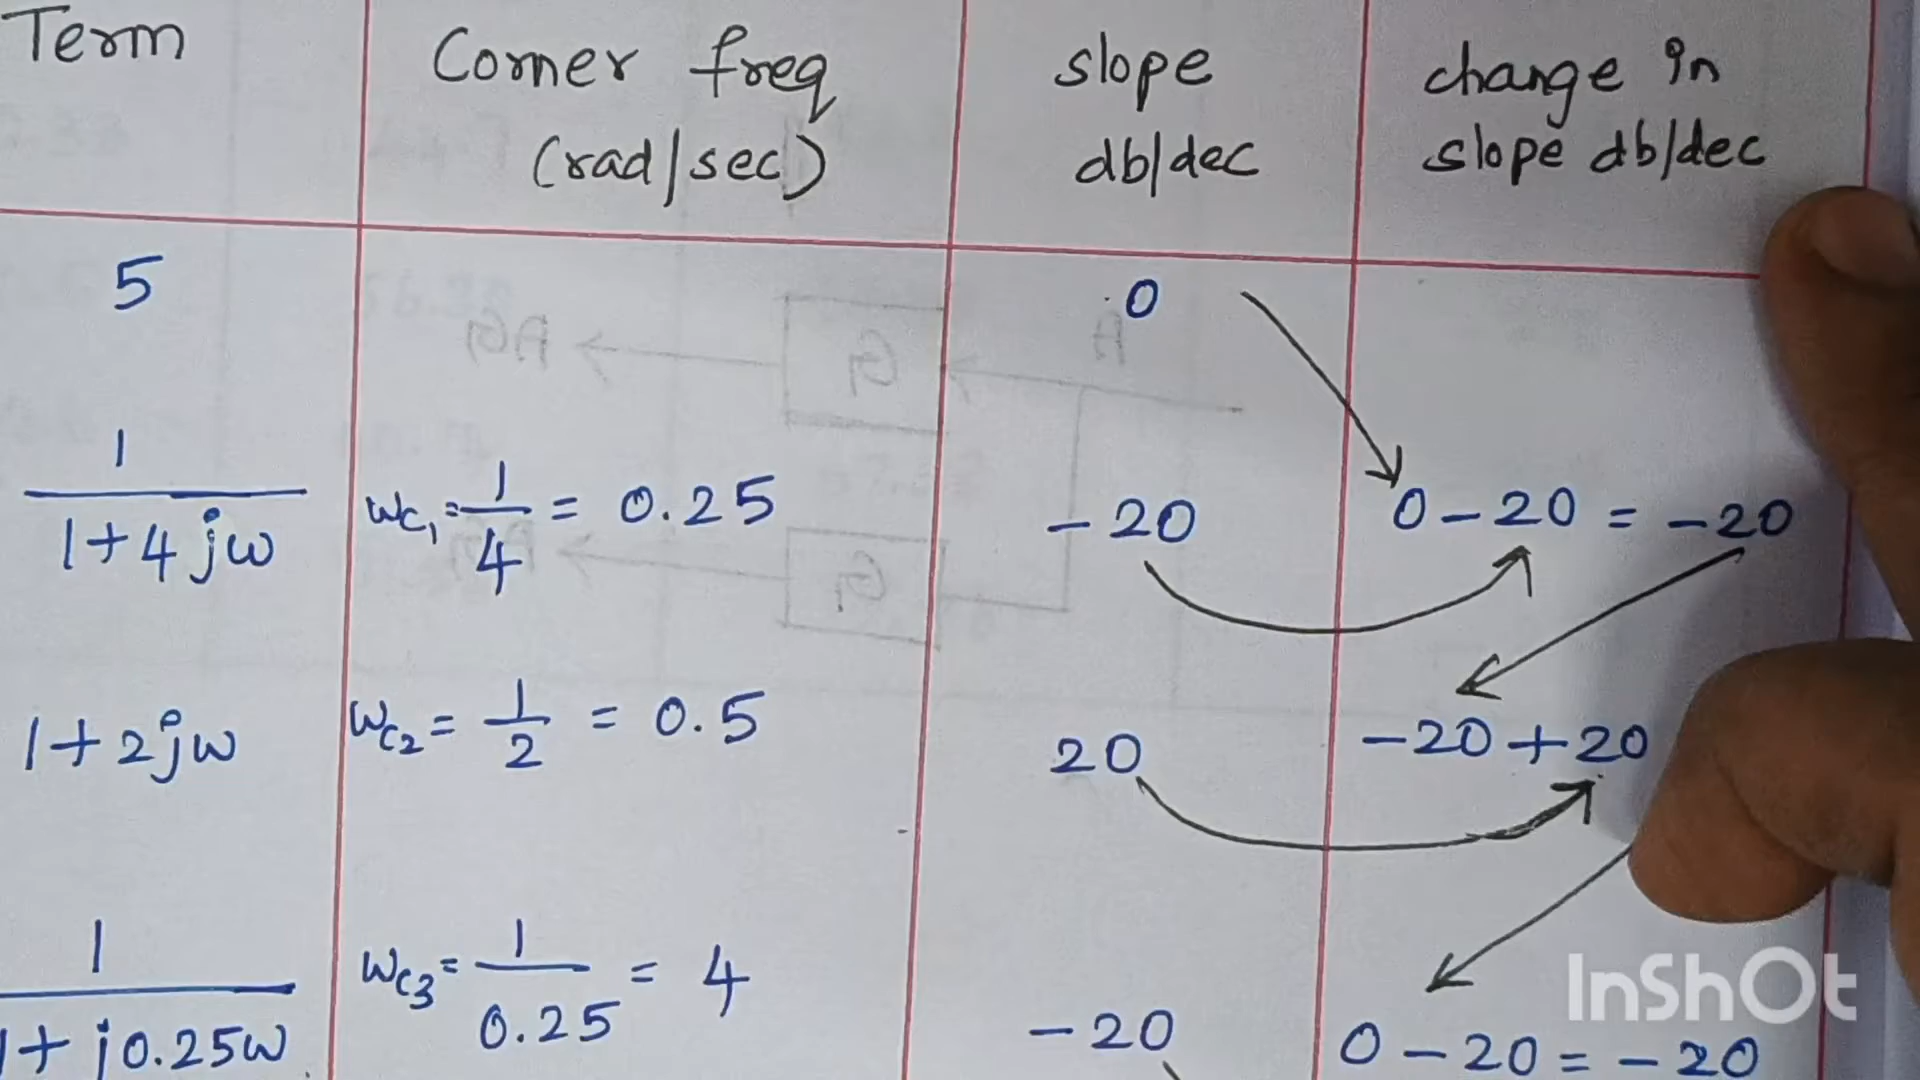 Term
Corner freq
(rad/sec)
slope
db/dec
change in
slope db/dec
5
0
1
1+4jω
ωc1 = 1/4 = 0.25
-20
0-20 = -20
1+2jω
ωc2 = 1/2 = 0.5
20
-20+20
1
1+j0.25ω
ωc3 = 1/0.25 = 4
-20
0-20 = -20
InShOt